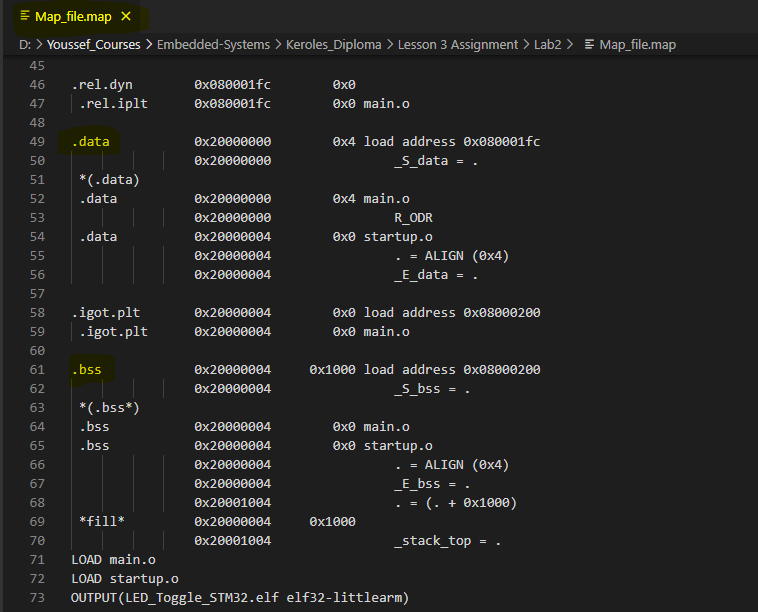 Map_file.map ×
D: > Youssef_Courses > Embedded-Systems > Keroles_Diploma > Lesson 3 Assignment > Lab2 > Map_file.map
45
46 .rel.dyn 0x080001fc 0x0
47 .rel.iplt 0x080001fc 0x0 main.o
48
49 .data 0x20000000 0x4 load address 0x080001fc
50 0x20000000 _S_data = .
51 *(.data)
52 .data 0x20000000 0x4 main.o
53 0x20000000 R_ODR
54 .data 0x20000004 0x0 startup.o
55 0x20000004 . = ALIGN (0x4)
56 0x20000004 _E_data = .
57
58 .igot.plt 0x20000004 0x0 load address 0x08000200
59 .igot.plt 0x20000004 0x0 main.o
60
61 .bss 0x20000004 0x1000 load address 0x08000200
62 0x20000004 _S_bss = .
63 *(.bss*)
64 .bss 0x20000004 0x0 main.o
65 .bss 0x20000004 0x0 startup.o
66 0x20000004 . = ALIGN (0x4)
67 0x20000004 _E_bss = .
68 0x20001004 . = (. + 0x1000)
69 *fill* 0x20000004 0x1000
70 0x20001004 _stack_top = .
71 LOAD main.o
72 LOAD startup.o
73 OUTPUT(LED_Toggle_STM32.elf elf32-littlearm)